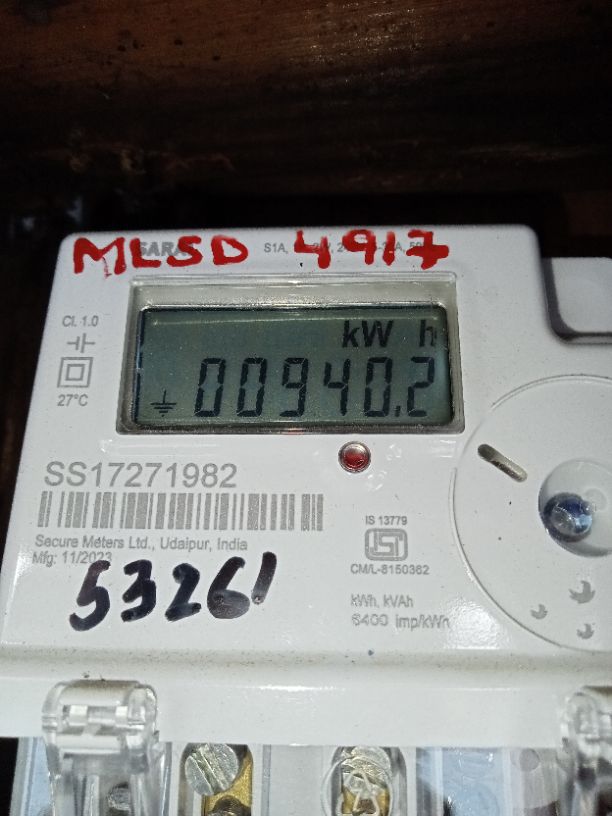 MLSD 4917
Cl. 1.0
27°C
kW h
00940.2
SS17271982
Secure Meters Ltd., Udaipur, India
Mfg: 11/2023
53261
IS 13779
CM/L-8150362
kWh, kVAh
6400 imp/kWh